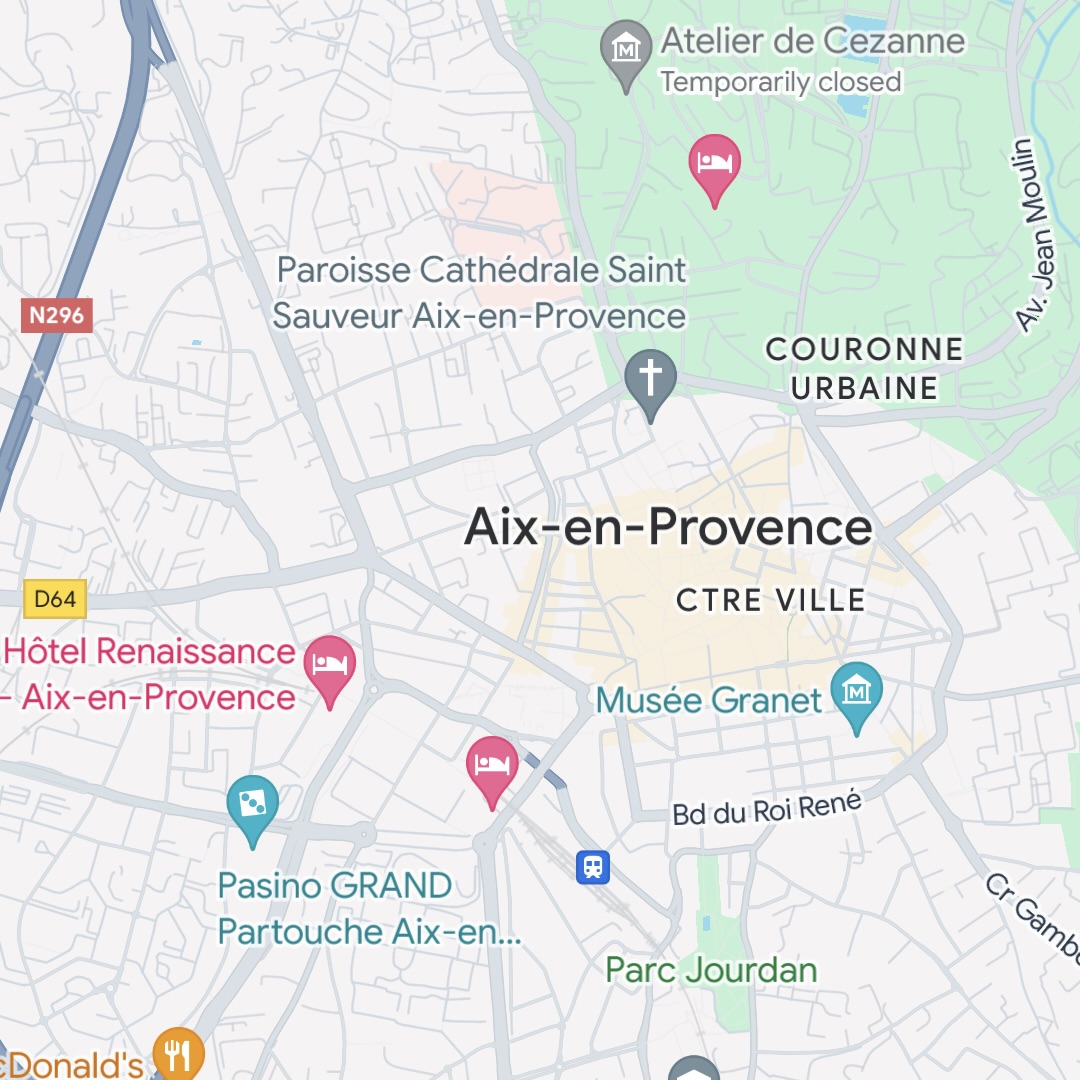 Atelier de Cezanne
Temporarily closed
Av. Jean Moulin
Paroisse Cathédrale Saint
Sauveur Aix-en-Provence
N296
COURONNE
URBAINE
Aix-en-Provence
CTRE VILLE
D64
Hôtel Renaissance
- Aix-en-Provence
Musée Granet
M
M
Bd du Roi René
Pasino GRAND
Partouche Aix-en...
Cr Gambe
Parc Jourdan
cDonald's